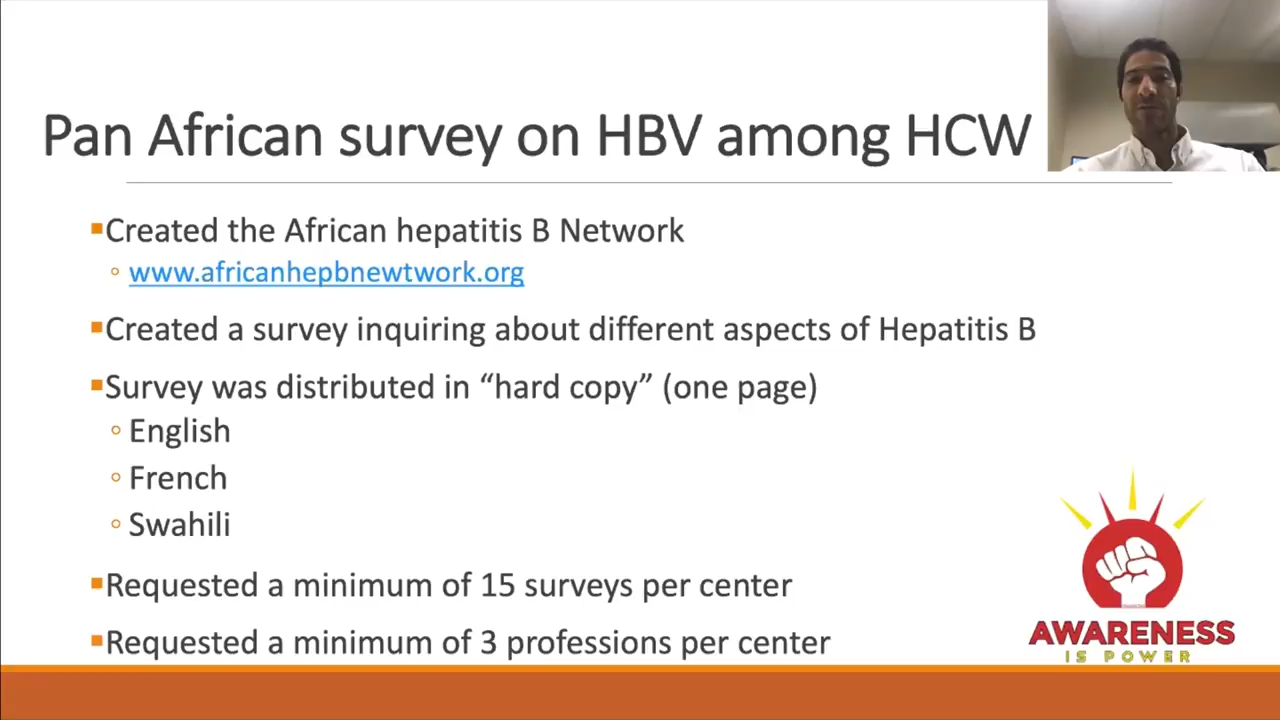 Pan African survey on HBV among HCW
Created the African hepatitis B Network
www.africanhepbnewtwork.org
Created a survey inquiring about different aspects of Hepatitis B
Survey was distributed in “hard copy” (one page)
English
French
Swahili
Requested a minimum of 15 surveys per center
Requested a minimum of 3 professions per center
AWARENESS
IS POWER